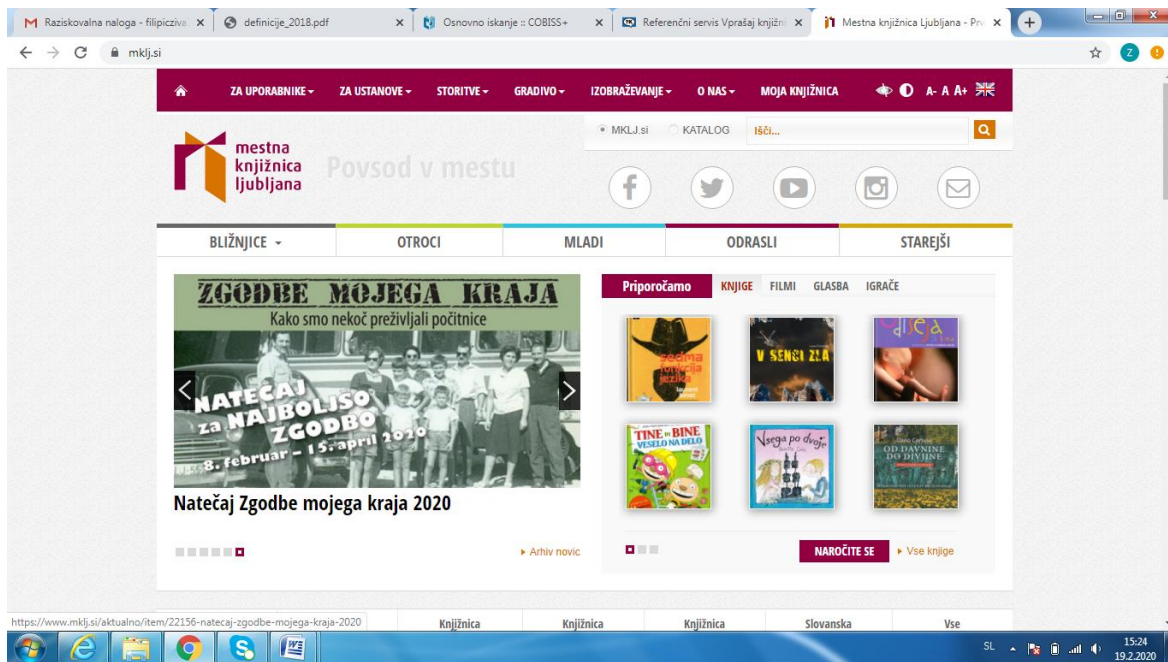 Raziskovalna naloga - filipicziva
definicije_2018.pdf
Osnovno iskanje :: COBISS+
Referenčni servis Vprašaj knjižni
Mestna knjižnica Ljubljana - Prv
mklj.si
Z
ZA UPORABNIKE
ZA USTANOVE
STORITVE
GRADIVO
IZOBRAŽEVANJE
O NAS
MOJA KNJIŽNICA
A- A A+
MKLJ.si
KATALOG
Išči...
mestna
knjižnica
ljubljana
Povsod v mestu
BLIŽNJICE
OTROCI
MLADI
ODRASLI
STAREJŠI
ZGODBE MOJEGA KRAJA
Kako smo nekoč preživljali počitnice
NATEČAJ
za NAJBOLJŠO
ZGODBO
8. februar – 15. april 2020
Natečaj Zgodbe mojega kraja 2020
Arhiv novic
Priporočamo
KNJIGE
FILMI
GLASBA
IGRAČE
sedma
funkcija
jezika
V SENCI ZLA
TINE in BINE
VESELO NA DELO
Vsega po dvoje
OD DAVNINE
DO DIVJINE
NAROČITE SE
Vse knjige
https://www.mklj.si/aktualno/item/22156-natecaj-zgodbe-mojega-kraja-2020
Knjižnica
Knjižnica
Knjižnica
Slovanska
Vse
SL
15:24
19.2.2020